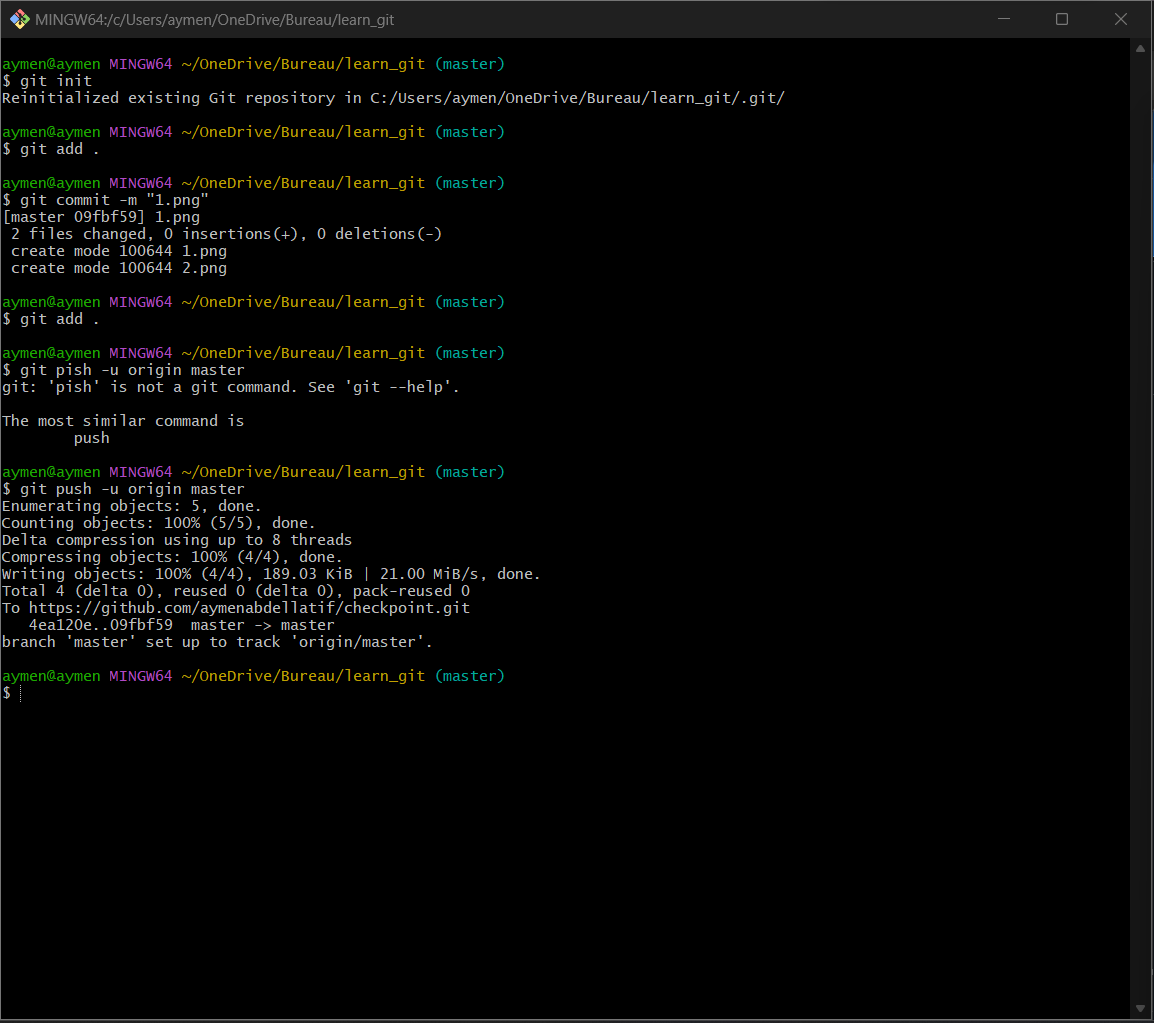 MINGW64:/c/Users/aymen/OneDrive/Bureau/learn_git
aymen@aymen MINGW64 ~/OneDrive/Bureau/learn_git (master)
$ git init
Reinitialized existing Git repository in C:/Users/aymen/OneDrive/Bureau/learn_git/.git/
aymen@aymen MINGW64 ~/OneDrive/Bureau/learn_git (master)
$ git add .
aymen@aymen MINGW64 ~/OneDrive/Bureau/learn_git (master)
$ git commit -m "1.png"
[master 09fbf59] 1.png
 2 files changed, 0 insertions(+), 0 deletions(-)
 create mode 100644 1.png
 create mode 100644 2.png
aymen@aymen MINGW64 ~/OneDrive/Bureau/learn_git (master)
$ git add .
aymen@aymen MINGW64 ~/OneDrive/Bureau/learn_git (master)
$ git pish -u origin master
git: 'pish' is not a git command. See 'git --help'.
The most similar command is
        push
aymen@aymen MINGW64 ~/OneDrive/Bureau/learn_git (master)
$ git push -u origin master
Enumerating objects: 5, done.
Counting objects: 100% (5/5), done.
Delta compression using up to 8 threads
Compressing objects: 100% (4/4), done.
Writing objects: 100% (4/4), 189.03 KiB | 21.00 MiB/s, done.
Total 4 (delta 0), reused 0 (delta 0), pack-reused 0
To https://github.com/aymenabdellatif/checkpoint.git
   4ea120e..09fbf59  master -> master
branch 'master' set up to track 'origin/master'.
aymen@aymen MINGW64 ~/OneDrive/Bureau/learn_git (master)
$